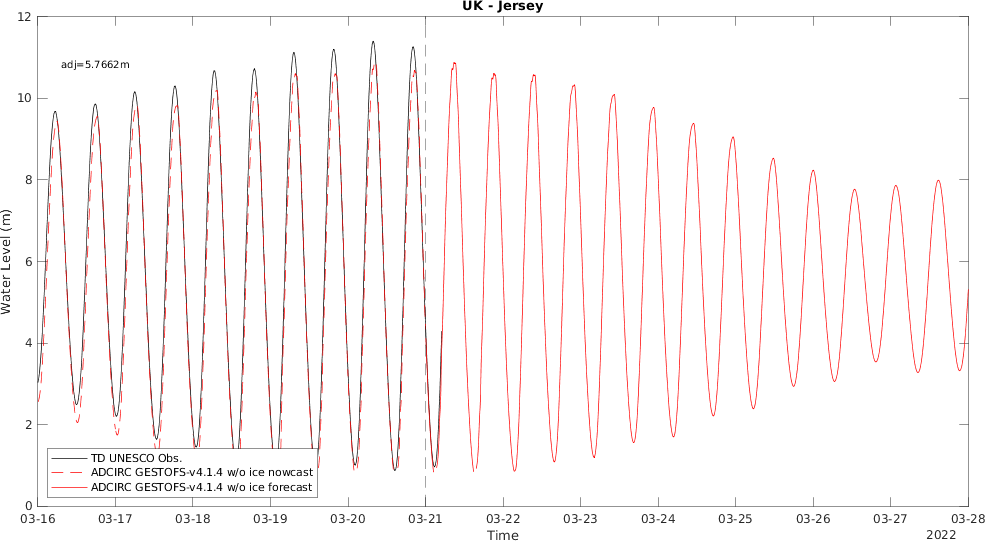 UK - Jersey
adj=5.7662m
Water Level (m)
12
10
8
6
4
2
0
TD UNESCO Obs.
ADCIRC GESTOFS-v4.1.4 w/o ice nowcast
ADCIRC GESTOFS-v4.1.4 w/o ice forecast
03-16 03-17 03-18 03-19 03-20 03-21 03-22 03-23 03-24 03-25 03-26 03-27 03-28
Time
2022